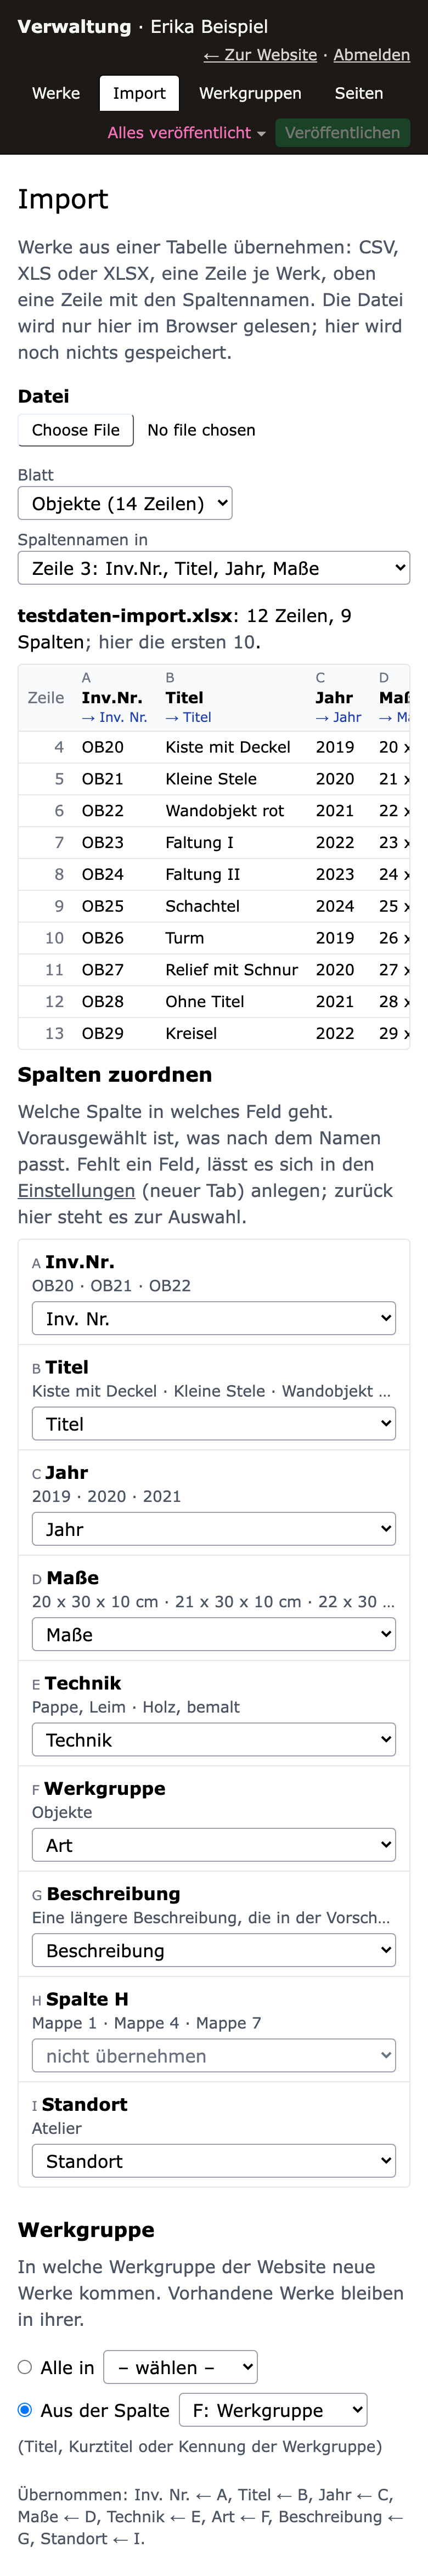 Verwaltung · Erika Beispiel
← Zur Website · Abmelden
Werke Import Werkgruppen Seiten
Alles veröffentlicht Veröffentlichen
Import
Werke aus einer Tabelle übernehmen: CSV,
XLS oder XLSX, eine Zeile je Werk, oben
eine Zeile mit den Spaltennamen. Die Datei
wird nur hier im Browser gelesen; hier wird
noch nichts gespeichert.
Datei
Choose File No file chosen
Blatt
Objekte (14 Zeilen)
Spaltennamen in
Zeile 3: Inv.Nr., Titel, Jahr, Maße
testdaten-import.xlsx: 12 Zeilen, 9
Spalten; hier die ersten 10.
A B C D
Zeile Inv.Nr. Titel Jahr
→ Inv. Nr. → Titel → Jahr
4 OB20 Kiste mit Deckel 2019 20 x
5 OB21 Kleine Stele 2020 21 x
6 OB22 Wandobjekt rot 2021 22 x
7 OB23 Faltung I 2022 23 x
8 OB24 Faltung II 2023 24 x
9 OB25 Schachtel 2024 25 x
10 OB26 Turm 2019 26 x
11 OB27 Relief mit Schnur 2020 27 x
12 OB28 Ohne Titel 2021 28 x
13 OB29 Kreisel 2022 29 x
Spalten zuordnen
Welche Spalte in welches Feld geht.
Vorausgewählt ist, was nach dem Namen
passt. Fehlt ein Feld, lässt es sich in den
Einstellungen (neuer Tab) anlegen; zurück
hier steht es zur Auswahl.
A Inv.Nr.
OB20 · OB21 · OB22
Inv. Nr.
B Titel
Kiste mit Deckel · Kleine Stele · Wandobjekt ...
Titel
C Jahr
2019 · 2020 · 2021
Jahr
D Maße
20 x 30 x 10 cm · 21 x 30 x 10 cm · 22 x 30 ...
Maße
E Technik
Pappe, Leim · Holz, bemalt
Technik
F Werkgruppe
Objekte
Art
G Beschreibung
Eine längere Beschreibung, die in der Vorsch...
Beschreibung
H Spalte H
Mappe 1 · Mappe 4 · Mappe 7
nicht übernehmen
I Standort
Atelier
Standort
Werkgruppe
In welche Werkgruppe der Website neue
Werke kommen. Vorhandene Werke bleiben
in ihrer.
Alle in – wählen –
Aus der Spalte F: Werkgruppe
(Titel, Kurztitel oder Kennung der Werkgruppe)
Übernommen: Inv. Nr. ← A, Titel ← B, Jahr ← C,
Maße ← D, Technik ← E, Art ← F, Beschreibung ←
G, Standort ← I.